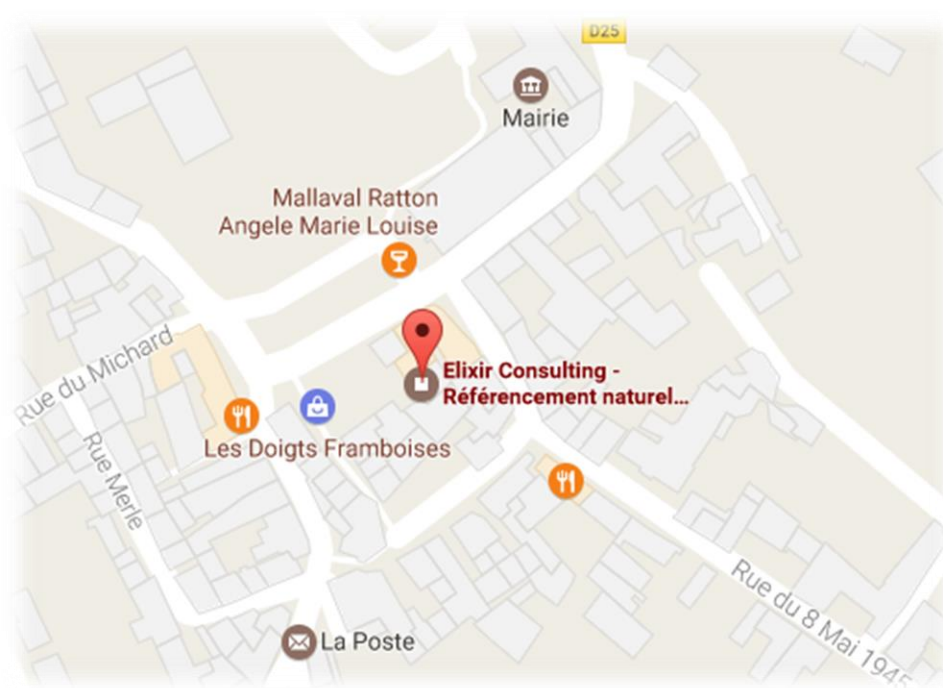 D25
Mairie
Mallaval Ratton
Angele Marie Louise
Rue du Michard
Elixir Consulting -
Référencement naturel...
Les Doigts Framboises
Rue Merle
Rue du 8 Mai 1945
La Poste